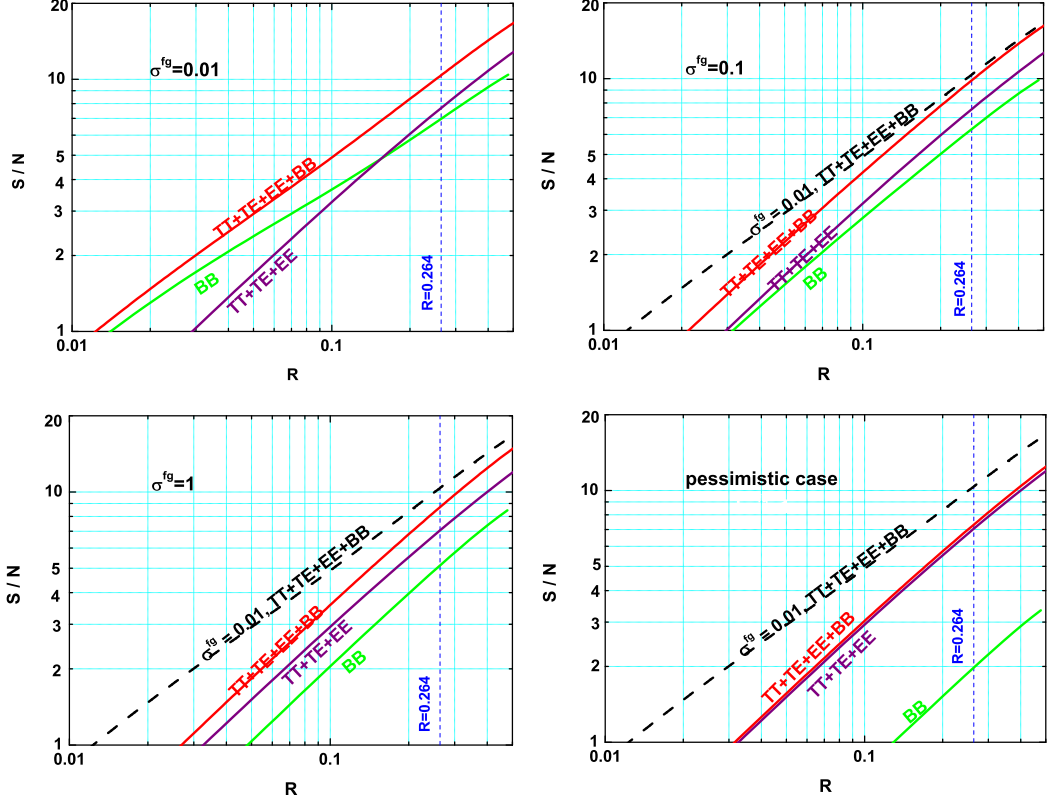 20
10
5
4
3
2
1
S / N
σfg=0.01
TT+TE+EE+BB
BB
TT+TE+EE
R=0.264
0.01
0.1
R
20
10
5
4
3
2
1
S / N
σfg=0.1
σfg = 0.01, TT+TE+EE+BB
TT+TE+EE+BB
TT+TE+EE
BB
R=0.264
0.01
0.1
R
20
10
5
4
3
2
1
S / N
σfg=1
σfg = 0.01, TT+TE+EE+BB
TT+TE+EE+BB
TT+TE+EE
BB
R=0.264
0.01
0.1
R
20
10
5
4
3
2
1
S / N
pessimistic case
σfg = 0.01, TT+TE+EE+BB
TT+TE+EE+BB
TT+TE+EE
BB
R=0.264
0.01
0.1
R